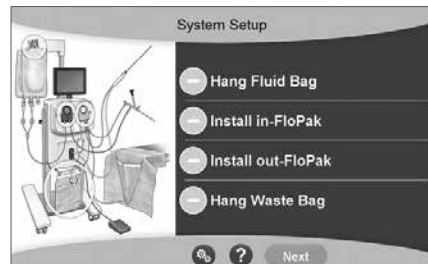 System Setup
Hang Fluid Bag
Install in-FloPak
Install out-FloPak
Hang Waste Bag
?
Next